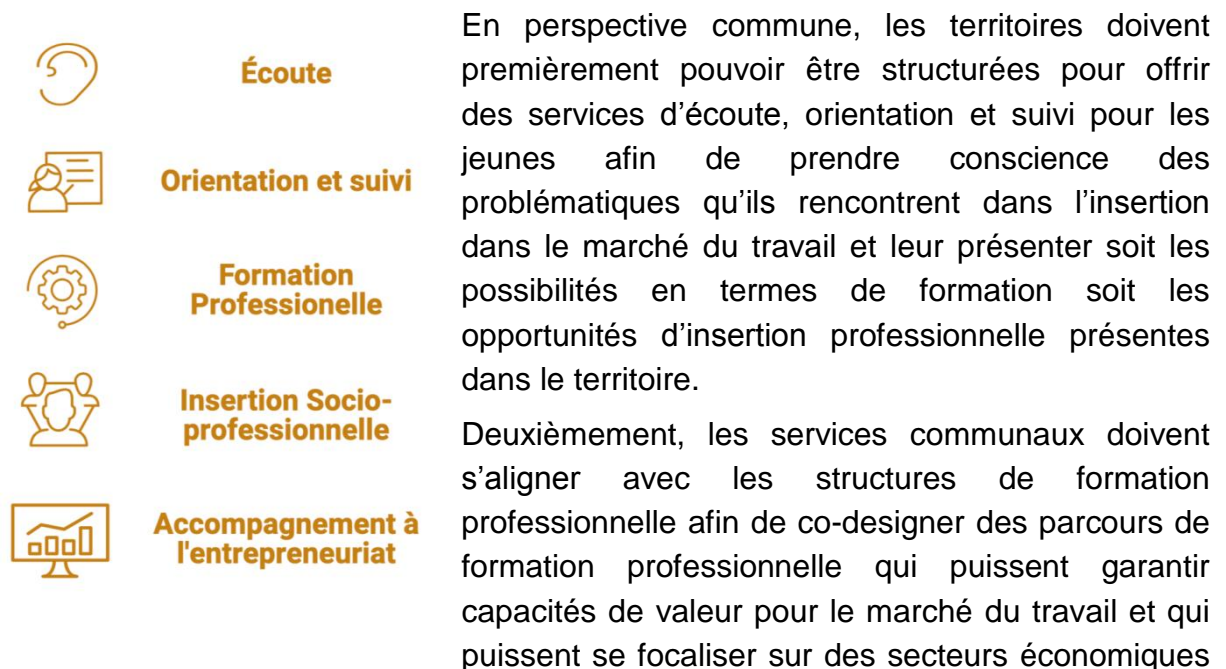 Écoute
Orientation et suivi
Formation
Professionelle
Insertion Socio-
professionnelle
Accompagnement à
l'entrepreneuriat
En perspective commune, les territoires doivent
premièrement pouvoir être structurées pour offrir
des services d’écoute, orientation et suivi pour les
jeunes afin de prendre conscience des
problématiques qu’ils rencontrent dans l’insertion
dans le marché du travail et leur présenter soit les
possibilités en termes de formation soit les
opportunités d’insertion professionnelle présentes
dans le territoire.
Deuxièmement, les services communaux doivent
s’aligner avec les structures de formation
professionnelle afin de co-designer des parcours de
formation professionnelle qui puissent garantir
capacités de valeur pour le marché du travail et qui
puissent se focaliser sur des secteurs économiques